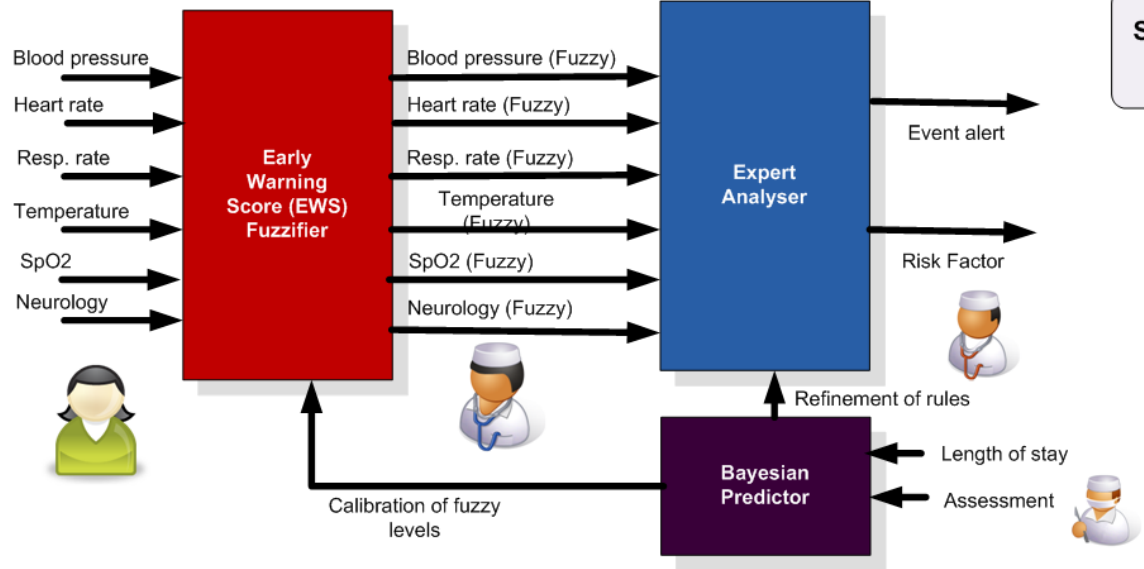 S
Blood pressure
Heart rate
Resp. rate
Temperature
SpO2
Neurology
Early
Warning
Score (EWS)
Fuzzifier
Blood pressure (Fuzzy)
Heart rate (Fuzzy)
Resp. rate (Fuzzy)
Temperature
(Fuzzy)
SpO2 (Fuzzy)
Neurology (Fuzzy)
Expert
Analyser
Event alert
Risk Factor
Refinement of rules
Bayesian
Predictor
Length of stay
Assessment
Calibration of fuzzy
levels